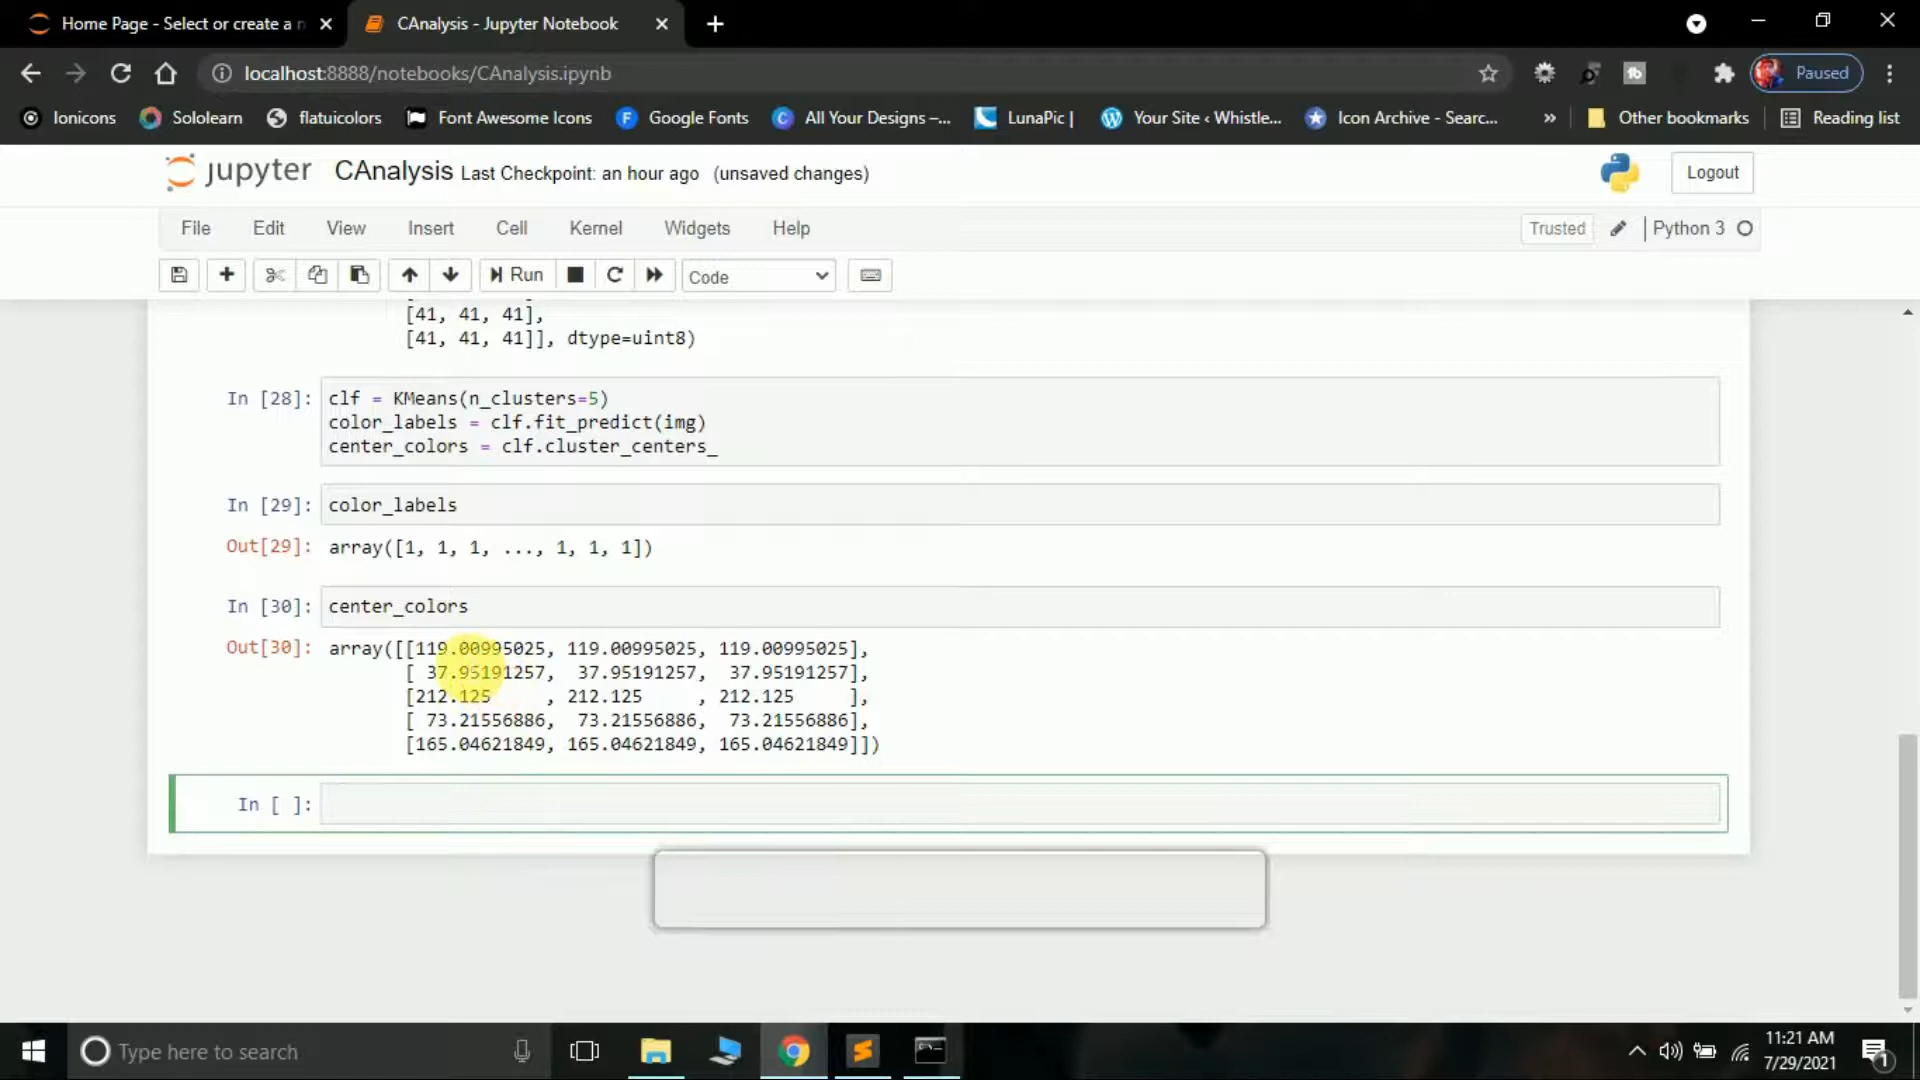 Home Page - Select or create a n
CAnalysis - Jupyter Notebook
localhost:8888/notebooks/CAnalysis.ipynb
Paused
Ionicons
Sololearn
flatuicolors
Font Awesome Icons
Google Fonts
All Your Designs –...
LunaPic |
Your Site ‹ Whistle...
Icon Archive - Searc...
»
Other bookmarks
Reading list
jupyter CAnalysis Last Checkpoint: an hour ago (unsaved changes)
Logout
File Edit View Insert Cell Kernel Widgets Help
Trusted
Python 3
Run
Code
[41, 41, 41],
[41, 41, 41]], dtype=uint8)
In [28]: clf = KMeans(n_clusters=5)
color_labels = clf.fit_predict(img)
center_colors = clf.cluster_centers_
In [29]: color_labels
Out[29]: array([1, 1, 1, ..., 1, 1, 1])
In [30]: center_colors
Out[30]: array([[119.00995025, 119.00995025, 119.00995025],
[ 37.95191257, 37.95191257, 37.95191257],
[212.125 , 212.125 , 212.125 ],
[ 73.21556886, 73.21556886, 73.21556886],
[165.04621849, 165.04621849, 165.04621849]])
In [ ]:
Type here to search
11:21 AM
7/29/2021
1